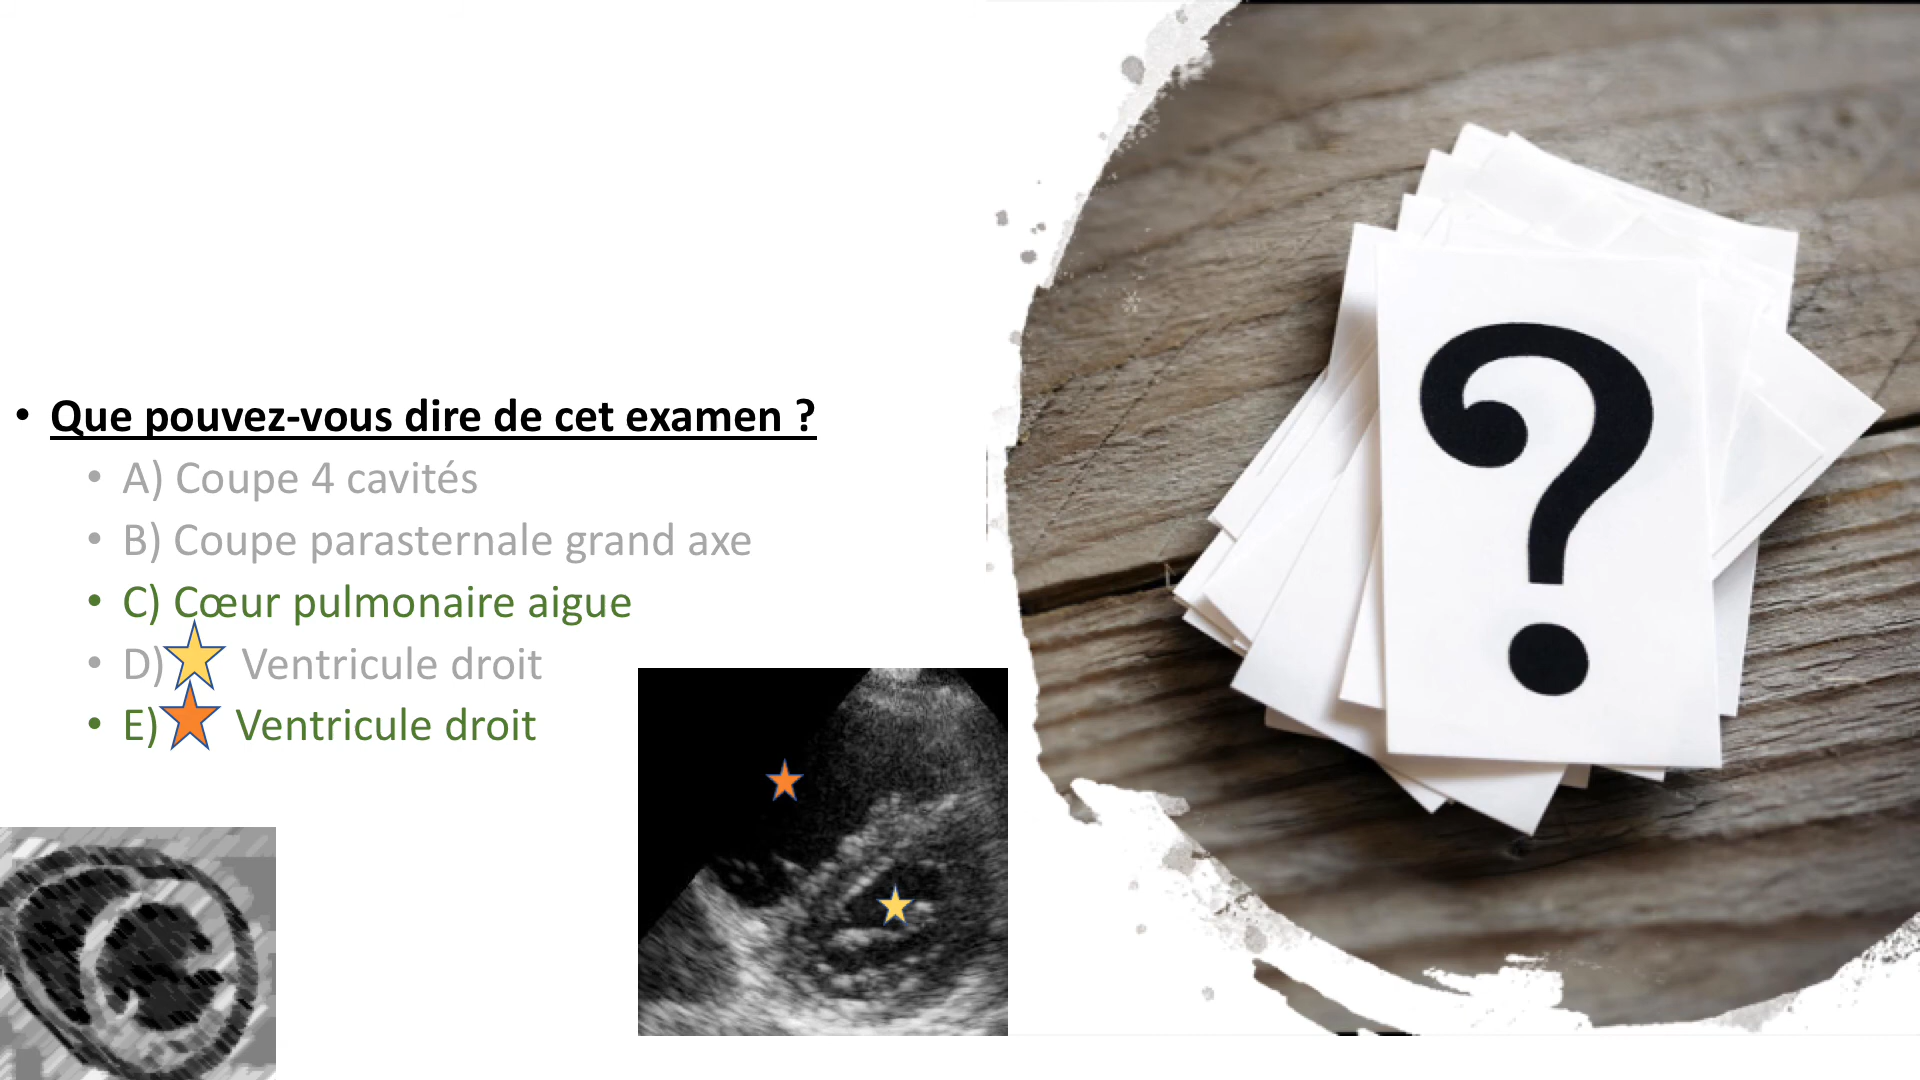 • Que pouvez-vous dire de cet examen ?
• A) Coupe 4 cavités
• B) Coupe parasternale grand axe
• C) Cœur pulmonaire aigue
• D) Ventricule droit
• E) Ventricule droit
?